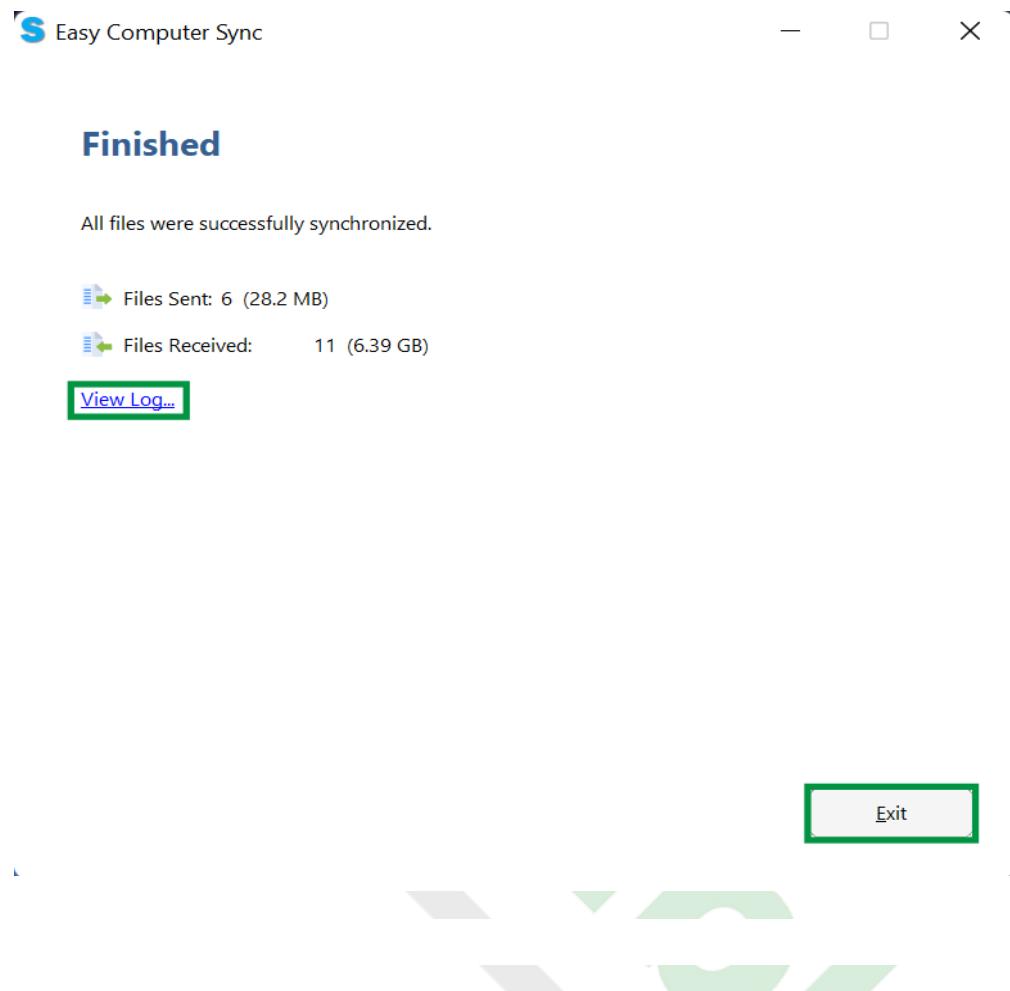 Easy Computer Sync
Finished
All files were successfully synchronized.
Files Sent: 6 (28.2 MB)
Files Received: 11 (6.39 GB)
View Log...
Exit